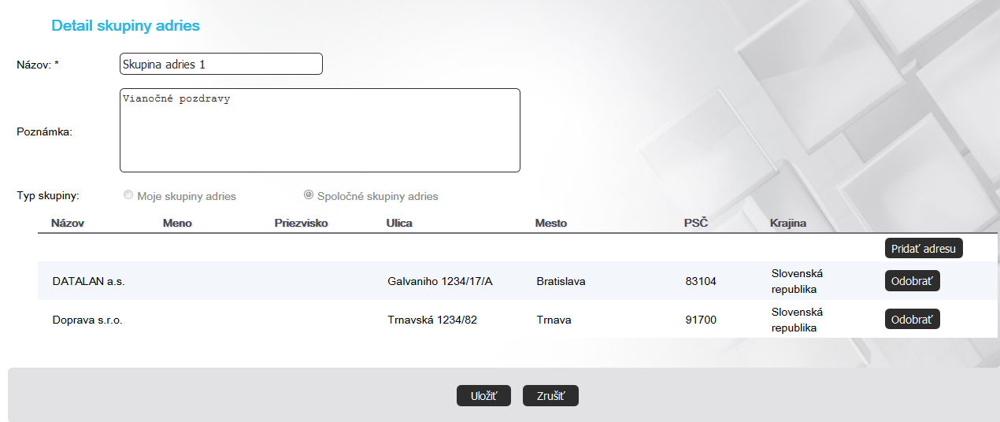 Detail skupiny adries
Názov: * Skupina adries 1
Vianočné pozdravy
Poznámka:
Typ skupiny: Moje skupiny adries Spoločné skupiny adries
Názov Meno Priezvisko Ulica Mesto PSČ Krajina
Pridať adresu
DATALAN a.s. Galvaniho 1234/17/A Bratislava 83104 Slovenská republika Odobrať
Doprava s.r.o. Trnavská 1234/82 Trnava 91700 Slovenská republika Odobrať
Uložiť Zrušiť